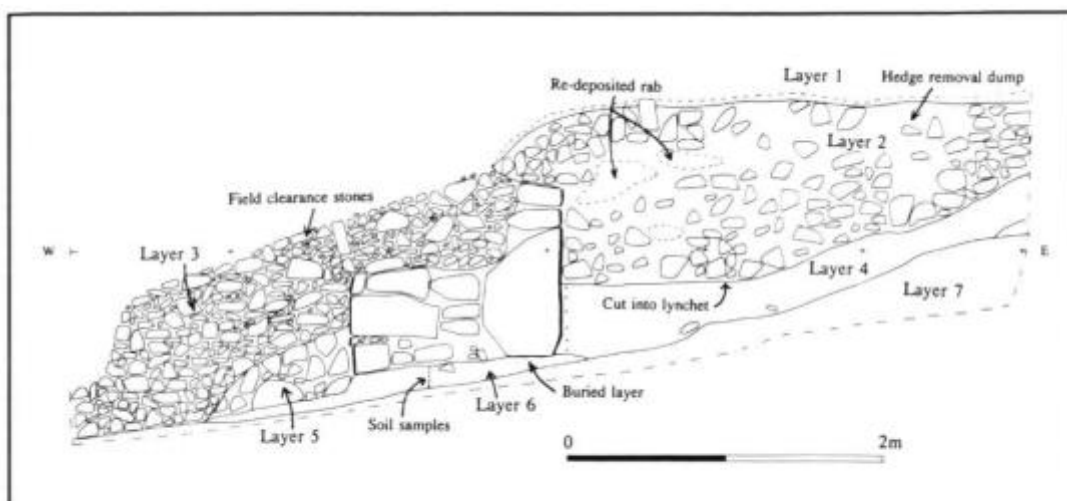 Layer 1
Hedge removal dump
Re-deposited rab
Layer 2
Field clearance stones
W
Layer 3
E
Layer 4
Layer 7
Cut into lynchet
Buried layer
Layer 6
Soil samples
Layer 5
0
2m